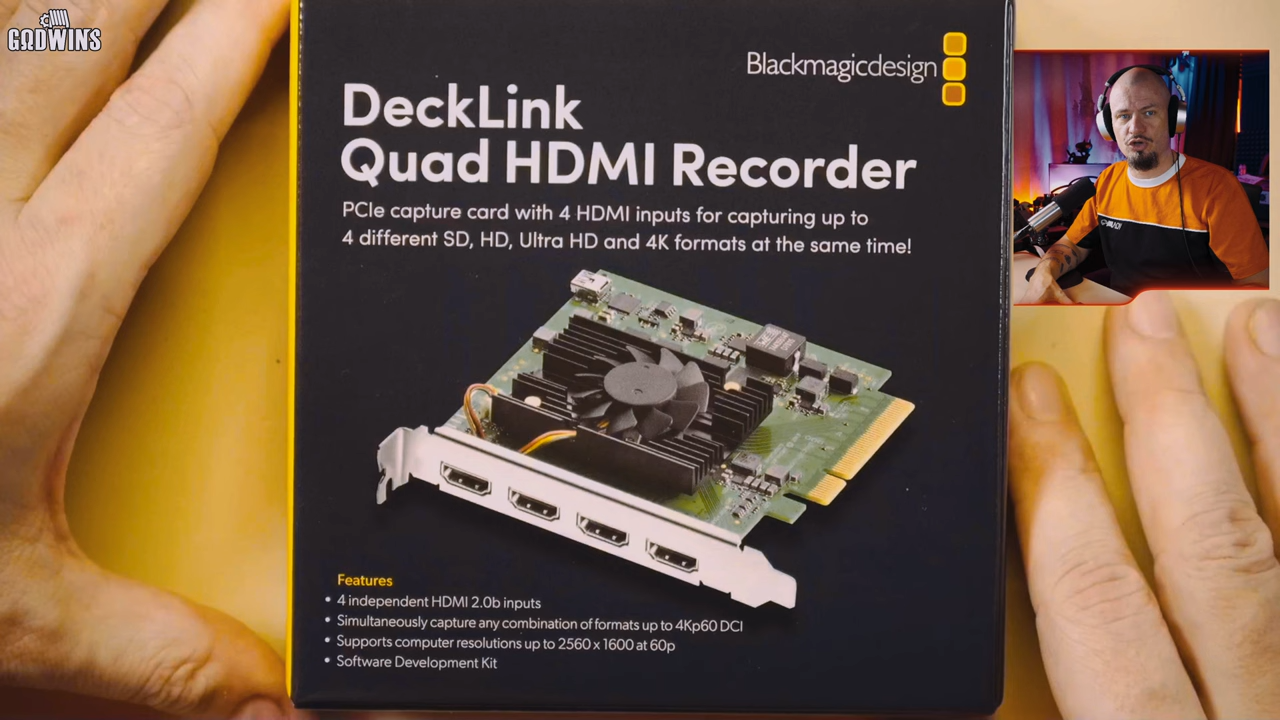 GΩDWINS
Blackmagicdesign
DeckLink
Quad HDMI Recorder
PCIe capture card with 4 HDMI inputs for capturing up to
4 different SD, HD, Ultra HD and 4K formats at the same time!
Features
• 4 independent HDMI 2.0b inputs
• Simultaneously capture any combination of formats up to 4Kp60 DCI
• Supports computer resolutions up to 2560 x 1600 at 60p
• Software Development Kit